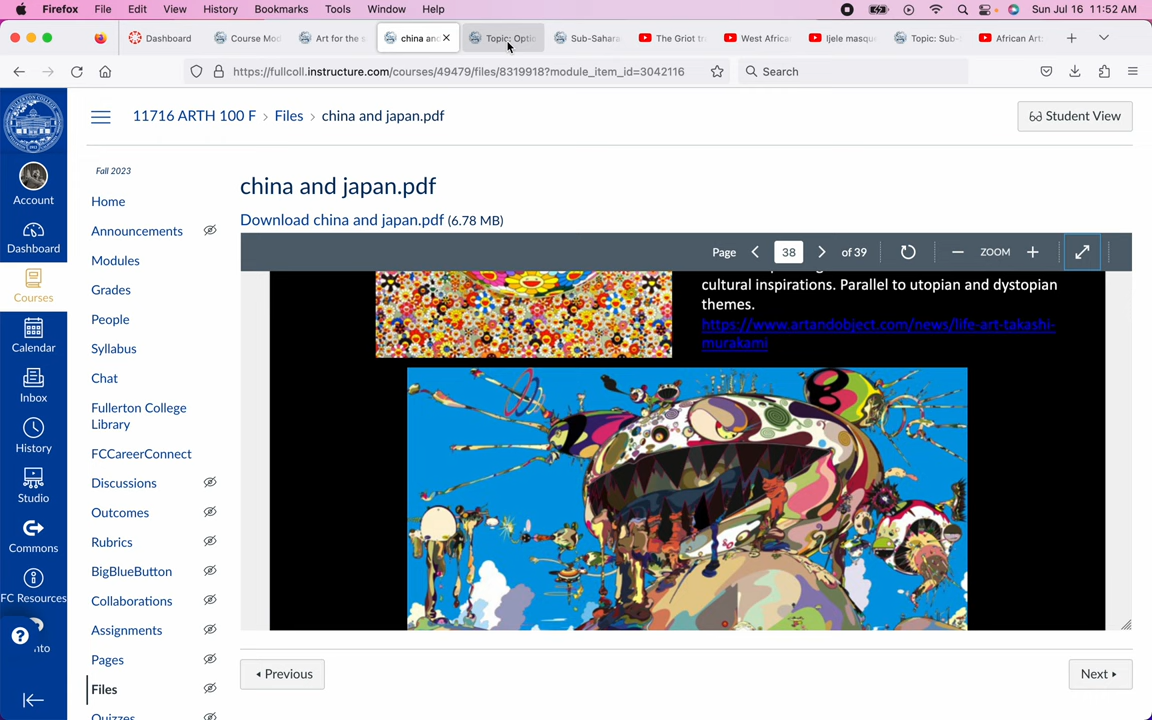 Firefox File Edit View History Bookmarks Tools Window Help Sun Jul 16 11:52 AM
Dashboard Course Mod Art for the s china an Topic: Optio Sub-Sahara The Griot tr West Africa Ijele masqu Topic: Sub- African Art:
https://fullcoll.instructure.com/courses/49479/files/8319918?module_item_id=3042116 Search
11716 ARTH 100 F > Files > china and japan.pdf Student View
Account
Dashboard
Courses
Calendar
Inbox
History
Studio
Commons
FC Resources
Fall 2023
Home
Announcements
Modules
Grades
People
Syllabus
Chat
Fullerton College
Library
FCCareerConnect
Discussions
Outcomes
Rubrics
BigBlueButton
Collaborations
Assignments
Pages
Files
Quizzes
china and japan.pdf
Download china and japan.pdf (6.78 MB)
Page 38 of 39 ZOOM
cultural inspirations. Parallel to utopian and dystopian
themes.
https://www.artandobject.com/news/life-art-takashi-
murakami
Previous Next